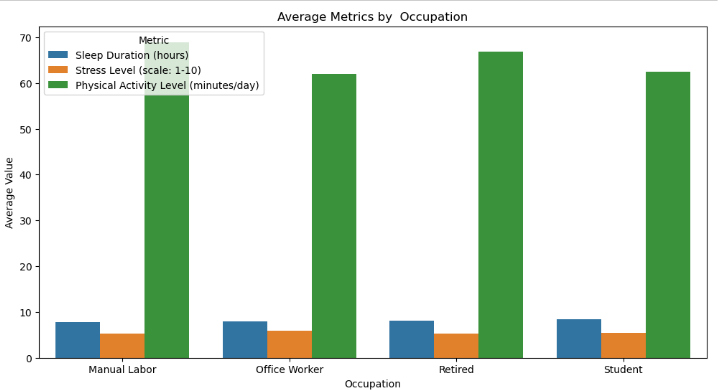 Average Metrics by  Occupation
Metric
Sleep Duration (hours)
Stress Level (scale: 1-10)
Physical Activity Level (minutes/day)
Average Value
70
60
50
40
30
20
10
0
Manual Labor
Office Worker
Retired
Student
Occupation